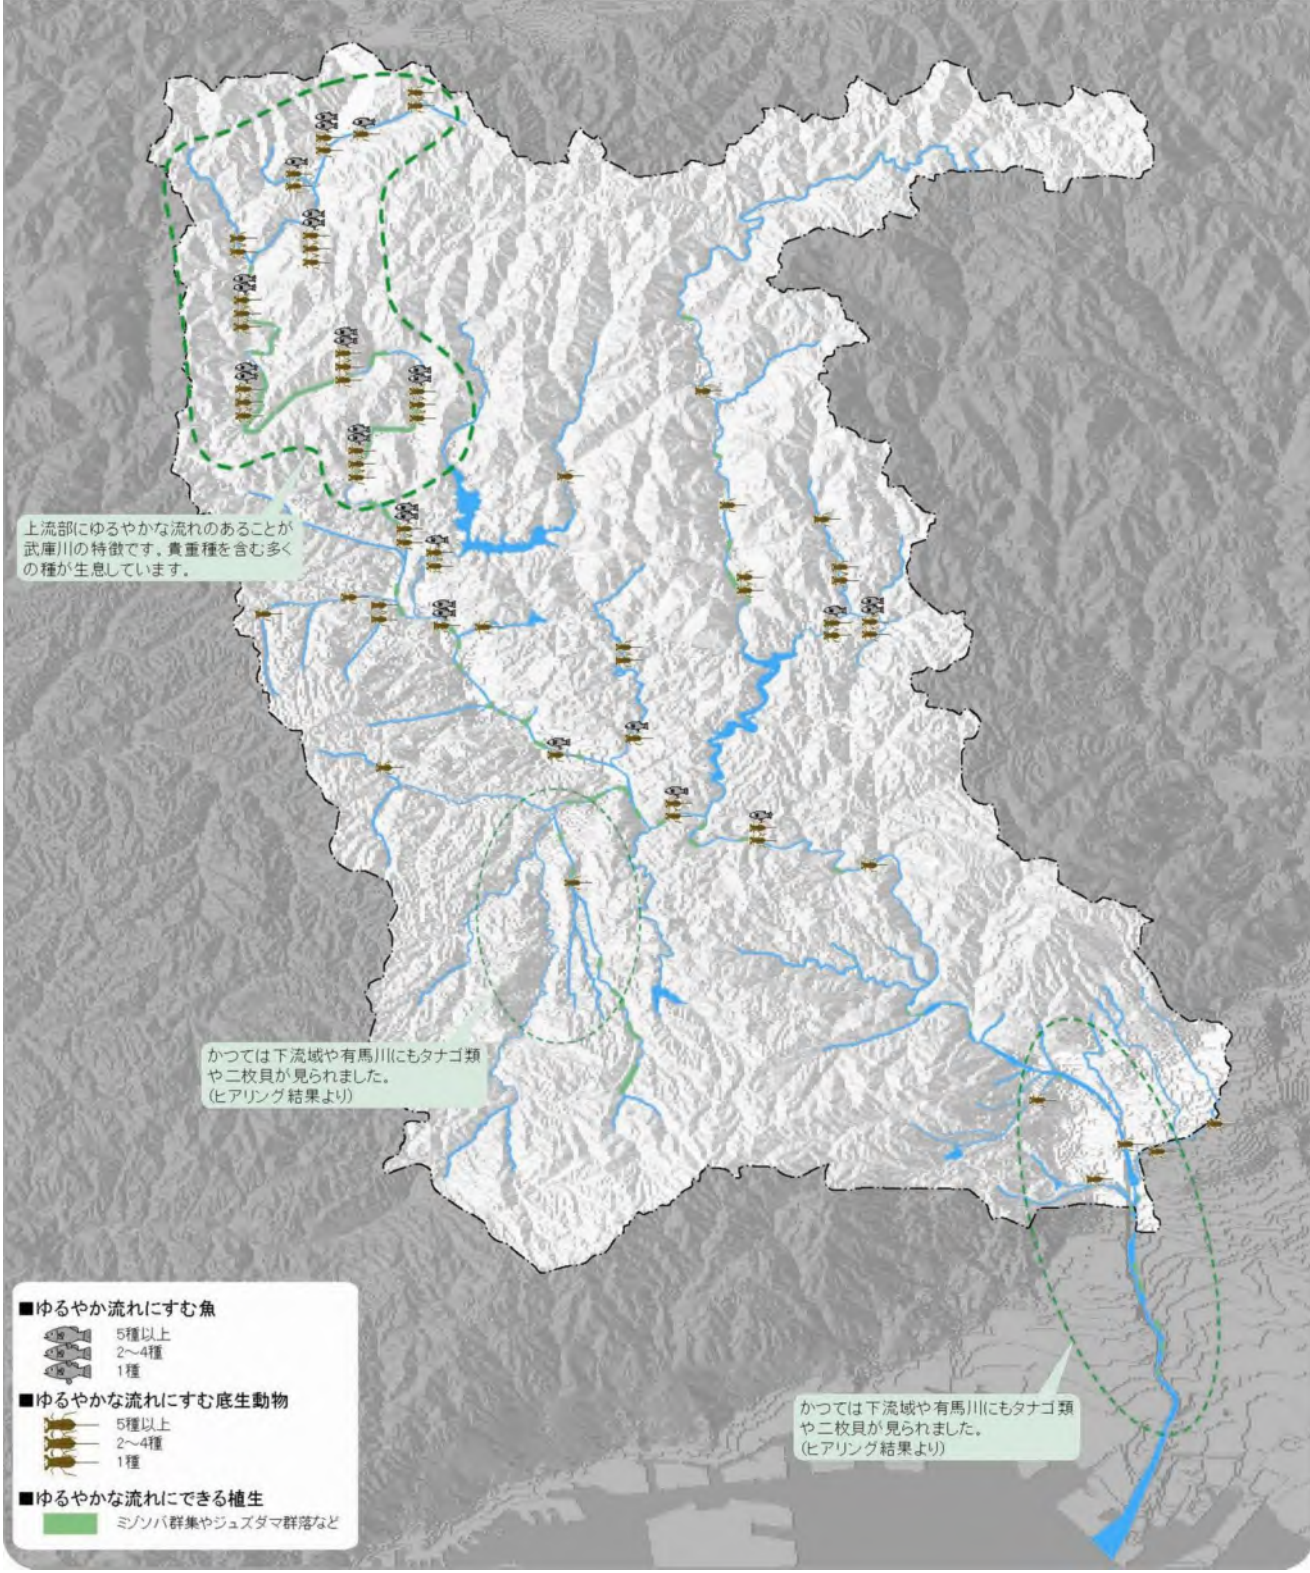 上流部にゆるやかな流れのあることが
武庫川の特徴です。貴重種を含む多く
の種が生息しています。
かつては下流域や有馬川にもタナゴ類
や二枚貝が見られました。
(ヒアリング結果より)
かつては下流域や有馬川にもタナゴ類
や二枚貝が見られました。
(ヒアリング結果より)
■ゆるやか流れにすむ魚
5種以上
2～4種
1種
■ゆるやかな流れにすむ底生動物
5種以上
2～4種
1種
■ゆるやかな流れにできる植生
ミゾソバ群集やジュズダマ群落など